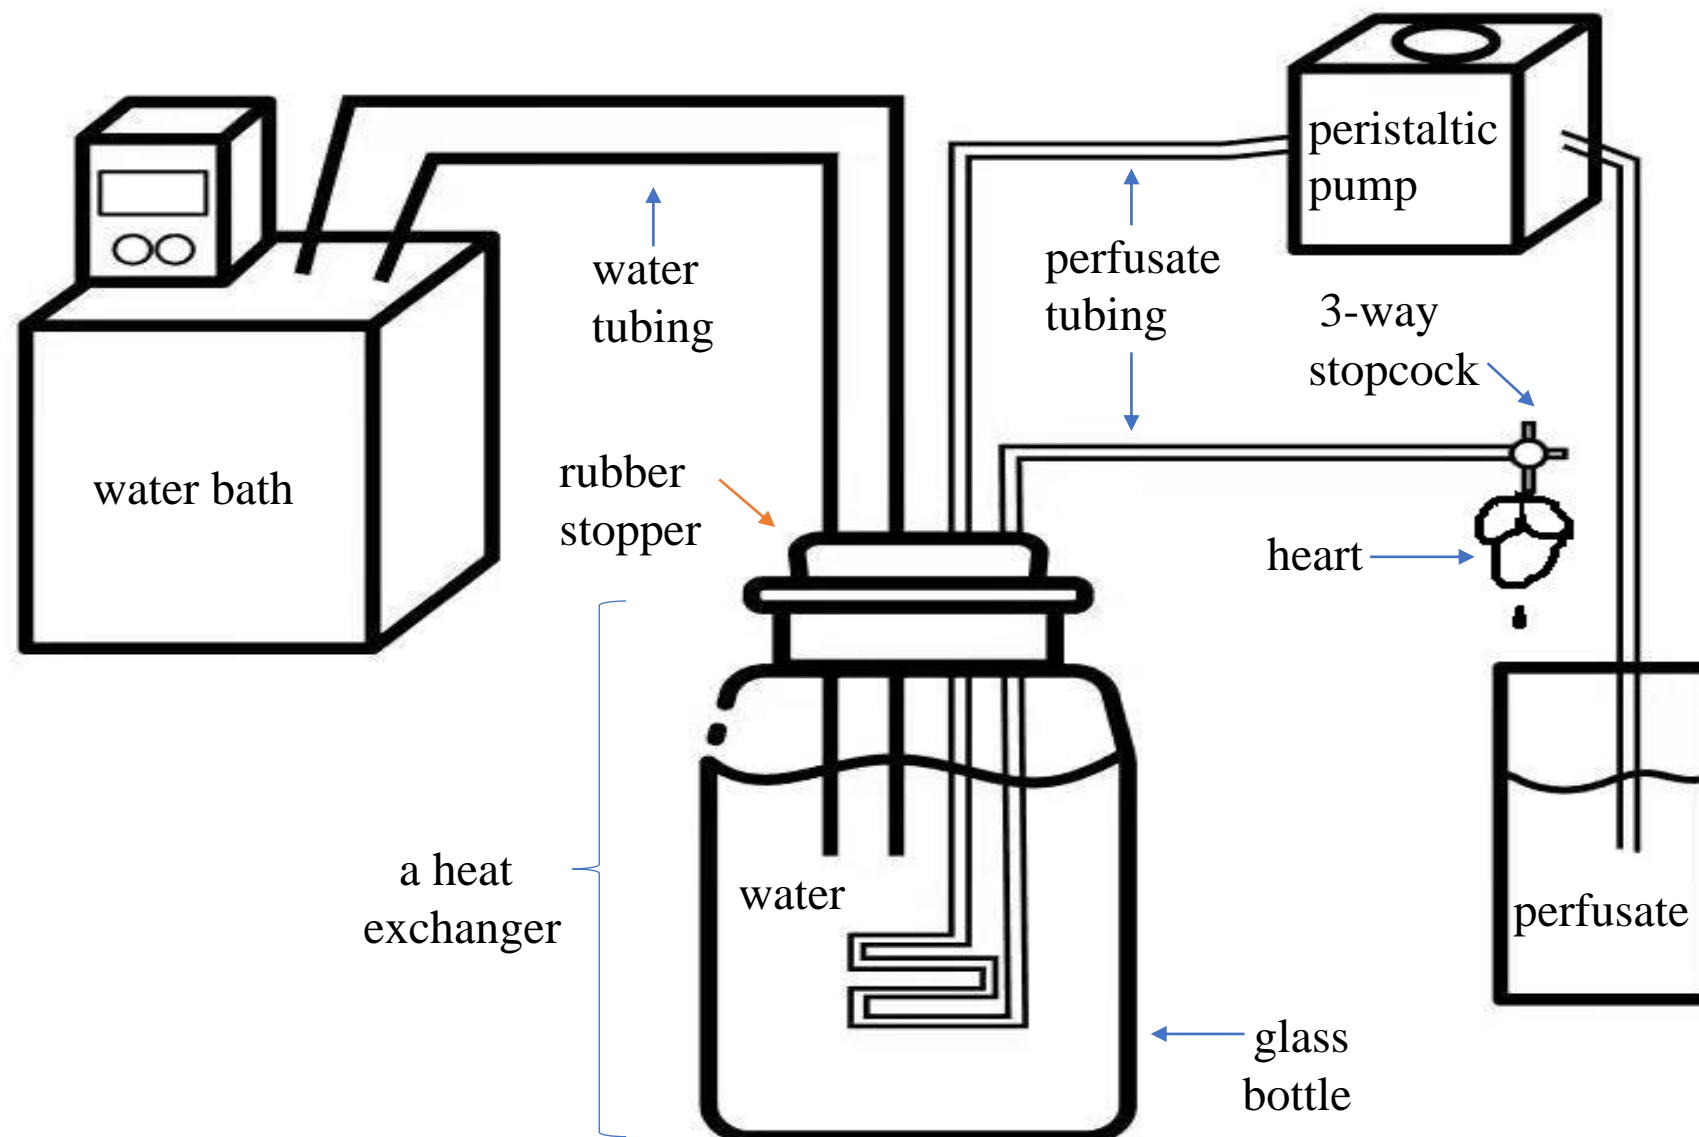 peristaltic
pump
water
tubing
perfusate
tubing
3-way
stopcock
water bath
rubber
stopper
heart
a heat
exchanger
water
perfusate
glass
bottle